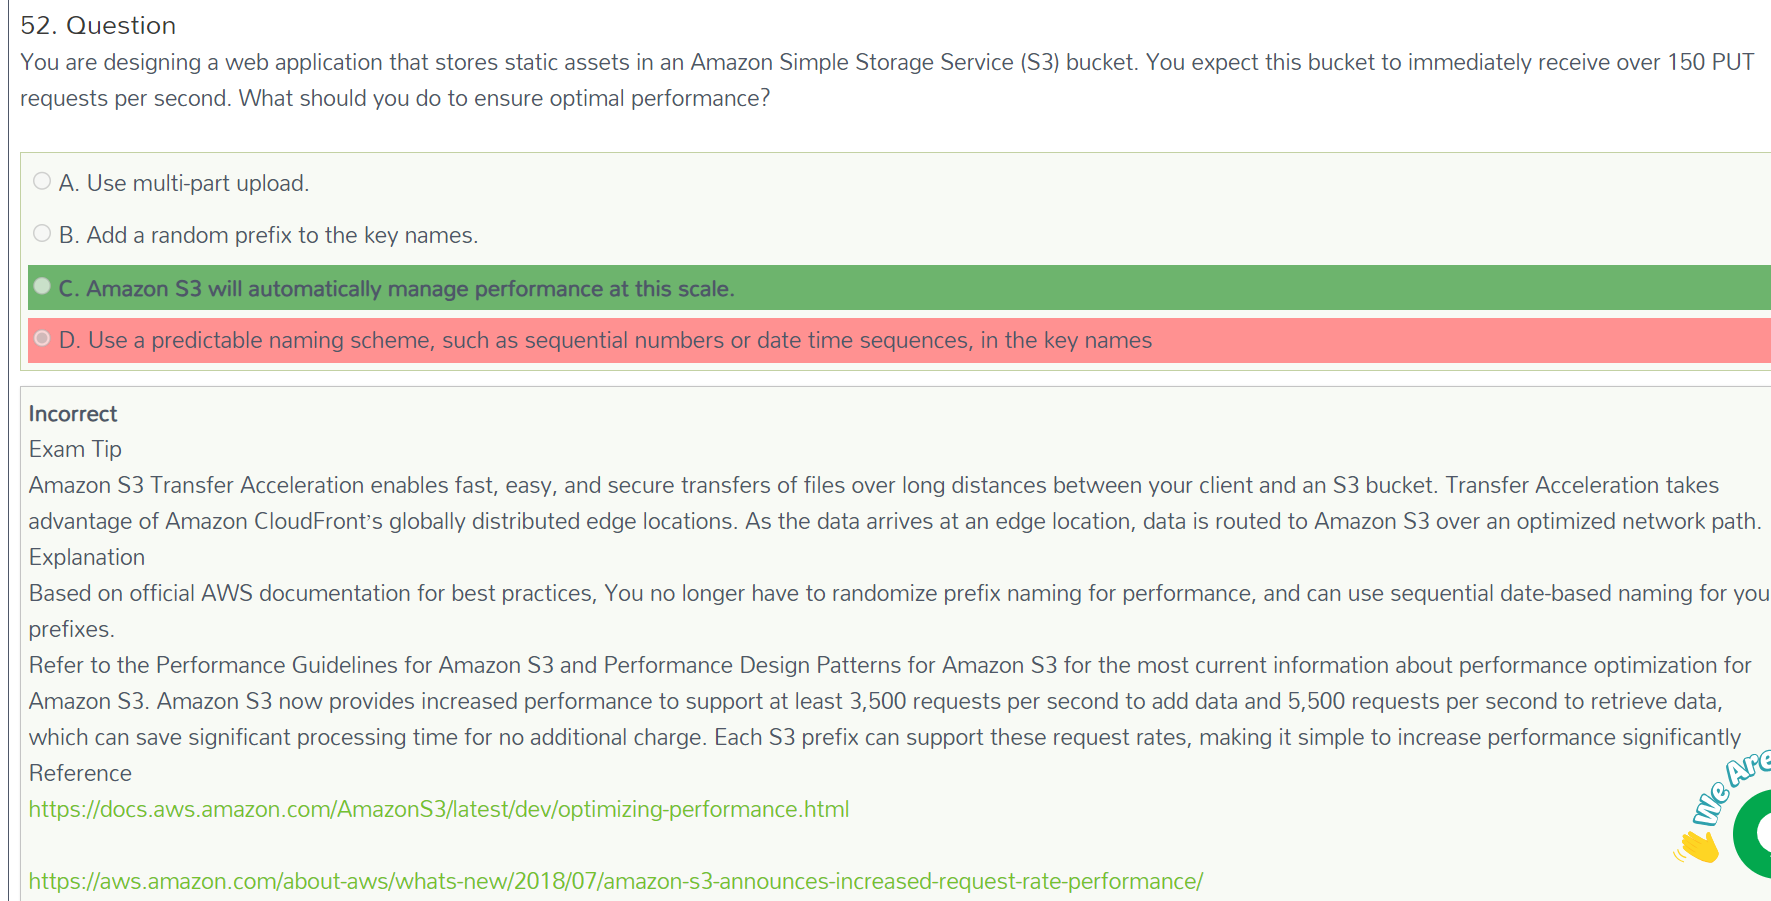 52. Question
You are designing a web application that stores static assets in an Amazon Simple Storage Service (S3) bucket. You expect this bucket to immediately receive over 150 PUT
requests per second. What should you do to ensure optimal performance?
A. Use multi-part upload.
B. Add a random prefix to the key names.
C. Amazon S3 will automatically manage performance at this scale.
D. Use a predictable naming scheme, such as sequential numbers or date time sequences, in the key names
Incorrect
Exam Tip
Amazon S3 Transfer Acceleration enables fast, easy, and secure transfers of files over long distances between your client and an S3 bucket. Transfer Acceleration takes
advantage of Amazon CloudFront’s globally distributed edge locations. As the data arrives at an edge location, data is routed to Amazon S3 over an optimized network path.
Explanation
Based on official AWS documentation for best practices, You no longer have to randomize prefix naming for performance, and can use sequential date-based naming for you
prefixes.
Refer to the Performance Guidelines for Amazon S3 and Performance Design Patterns for Amazon S3 for the most current information about performance optimization for
Amazon S3. Amazon S3 now provides increased performance to support at least 3,500 requests per second to add data and 5,500 requests per second to retrieve data,
which can save significant processing time for no additional charge. Each S3 prefix can support these request rates, making it simple to increase performance significantly
Reference
https://docs.aws.amazon.com/AmazonS3/latest/dev/optimizing-performance.html
We Are
https://aws.amazon.com/about-aws/whats-new/2018/07/amazon-s3-announces-increased-request-rate-performance/